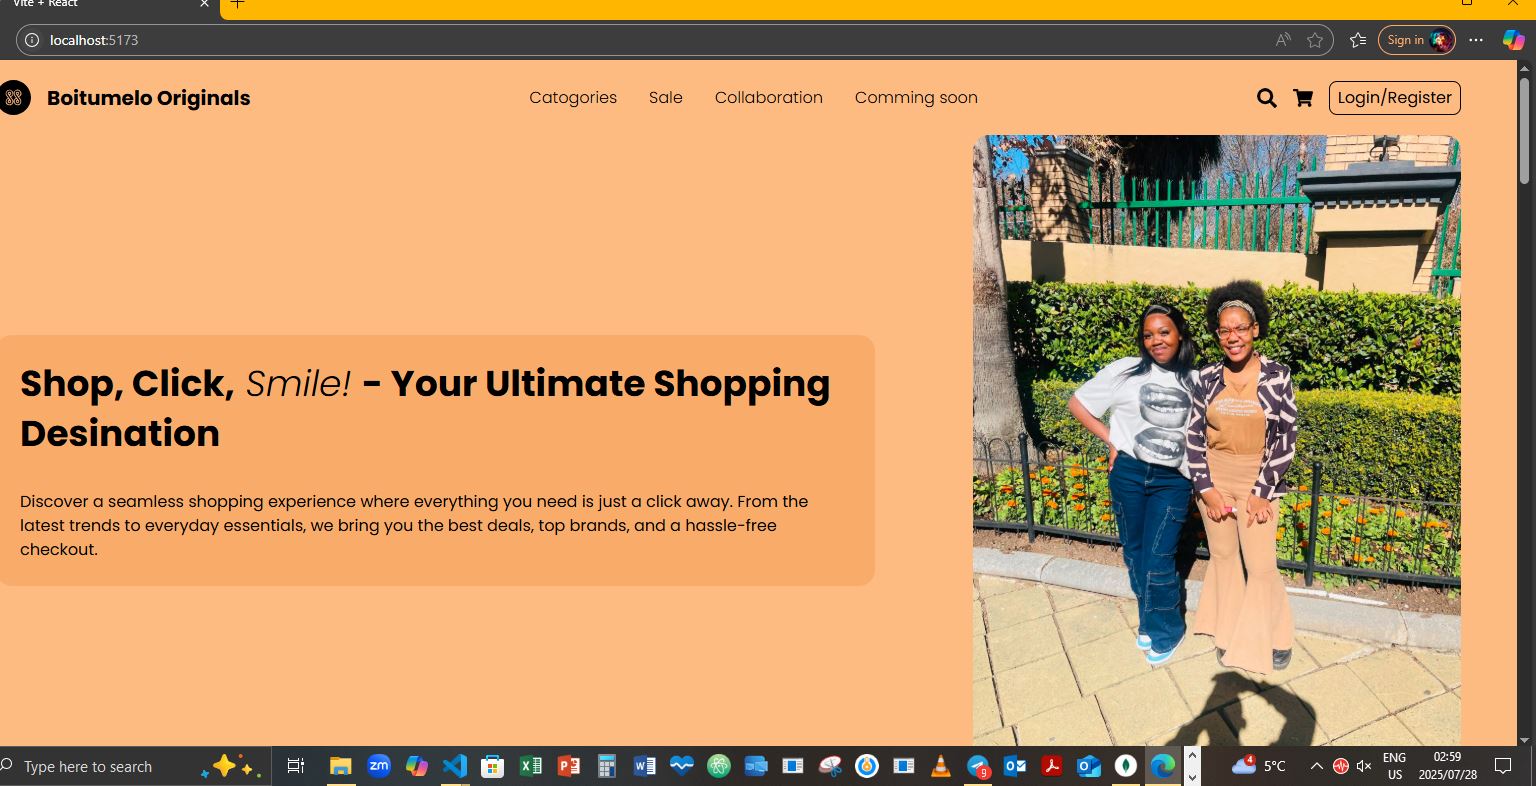 Vite + React
localhost:5173
Sign in
Boitumelo Originals
Catogories
Sale
Collaboration
Comming soon
Login/Register
Shop, Click, Smile! - Your Ultimate Shopping
Desination
Discover a seamless shopping experience where everything you need is just a click away. From the
latest trends to everyday essentials, we bring you the best deals, top brands, and a hassle-free
checkout.
Type here to search
zm
9
4
5°C
ENG
US
02:59
2025/07/28